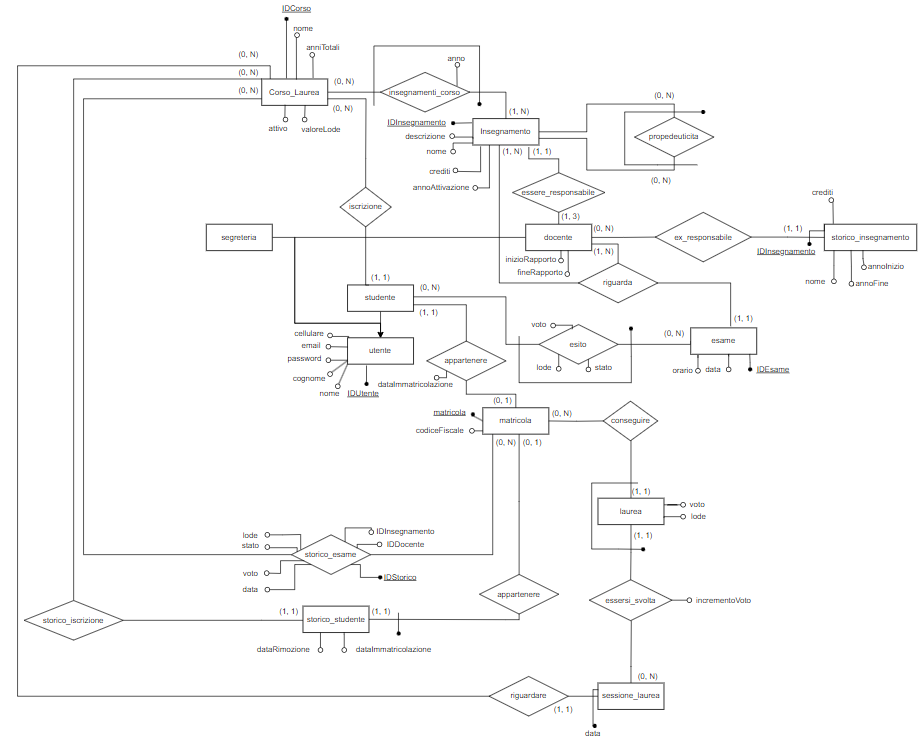 IDCorso
nome
anniTotali
(0, N)
(0, N)
(0, N)
(0, N)
(0, N)
Corso_Laurea
attivo
valoreLode
anno
insegnamenti_corso
(1, N)
IDInsegnamento
descrizione
nome
crediti
annoAttivazione
Insegnamento
(1, N)
(1, 1)
(0, N)
propedeuticita
(0, N)
essere_responsabile
(1, 3)
iscrizione
segreteria
docente
(0, N)
(1, N)
inizioRapporto
fineRapporto
ex_responsabile
(1, 1)
IDInsegnamento
crediti
storico_insegnamento
nome
annoInizio
annoFine
riguarda
(1, 1)
(1, 1)
studente
(0, N)
(1, 1)
cellulare
email
password
cognome
nome
IDUtente
utente
appartenere
dataImmatricolazione
voto
esito
lode
stato
(0, N)
esame
orario
data
IDEsame
(0, 1)
matricola
codiceFiscale
matricola
(0, N)
(0, N)
(0, 1)
conseguire
(1, 1)
laurea
voto
lode
(1, 1)
lode
stato
voto
data
storico_esame
IDInsegnamento
IDDocente
IDStorico
appartenere
essersi_svolta
incrementoVoto
storico_iscrizione
(1, 1)
storico_studente
(1, 1)
dataRimozione
dataImmatricolazione
(0, N)
riguardare
(1, 1)
sessione_laurea
data